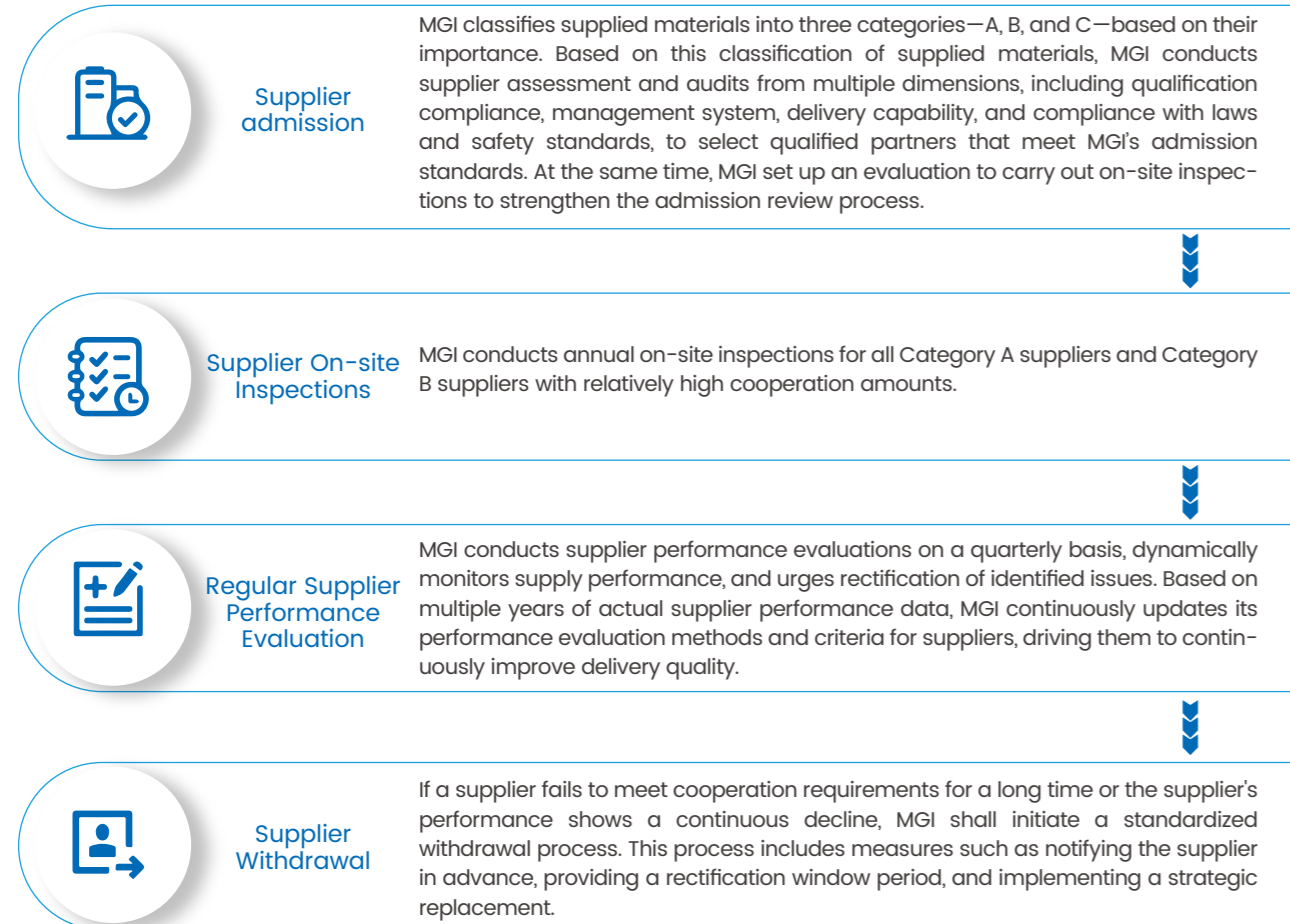 Supplier
admission
MGI classifies supplied materials into three categories—A, B, and C—based on their
importance. Based on this classification of supplied materials, MGI conducts
supplier assessment and audits from multiple dimensions, including qualification
compliance, management system, delivery capability, and compliance with laws
and safety standards, to select qualified partners that meet MGI's admission
standards. At the same time, MGI set up an evaluation to carry out on-site inspec-
tions to strengthen the admission review process.
Supplier On-site
Inspections
MGI conducts annual on-site inspections for all Category A suppliers and Category
B suppliers with relatively high cooperation amounts.
Regular Supplier
Performance
Evaluation
MGI conducts supplier performance evaluations on a quarterly basis, dynamically
monitors supply performance, and urges rectification of identified issues. Based on
multiple years of actual supplier performance data, MGI continuously updates its
performance evaluation methods and criteria for suppliers, driving them to contin-
uously improve delivery quality.
Supplier
Withdrawal
If a supplier fails to meet cooperation requirements for a long time or the supplier's
performance shows a continuous decline, MGI shall initiate a standardized
withdrawal process. This process includes measures such as notifying the supplier
in advance, providing a rectification window period, and implementing a strategic
replacement.